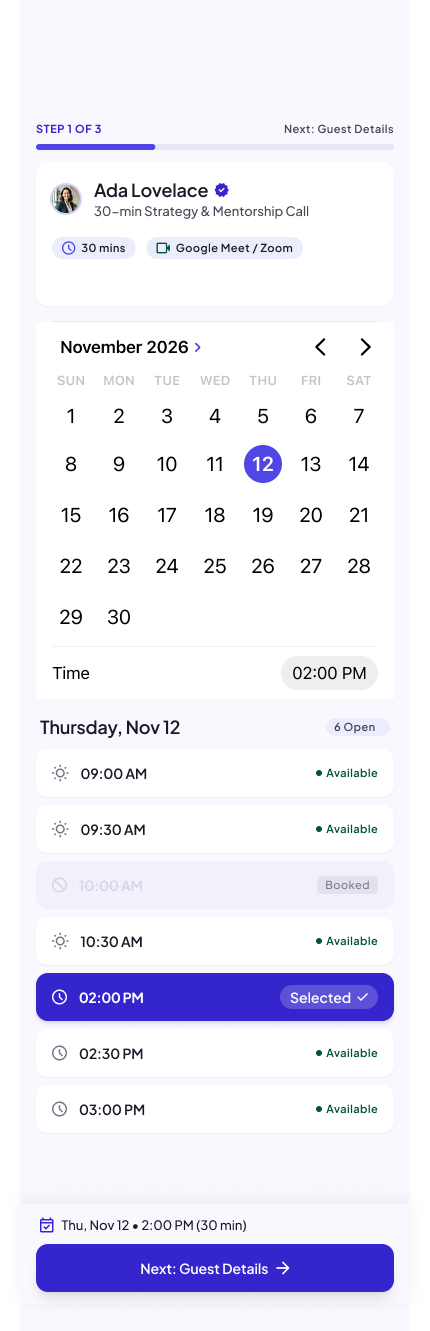 STEP 1 OF 3 Next: Guest Details
Ada Lovelace
30-min Strategy & Mentorship Call
30 mins Google Meet / Zoom
November 2026
SUN MON TUE WED THU FRI SAT
1 2 3 4 5 6 7
8 9 10 11 12 13 14
15 16 17 18 19 20 21
22 23 24 25 26 27 28
29 30
Time 02:00 PM
Thursday, Nov 12 6 Open
09:00 AM Available
09:30 AM Available
10:00 AM Booked
10:30 AM Available
02:00 PM Selected
02:30 PM Available
03:00 PM Available
Thu, Nov 12 • 2:00 PM (30 min)
Next: Guest Details